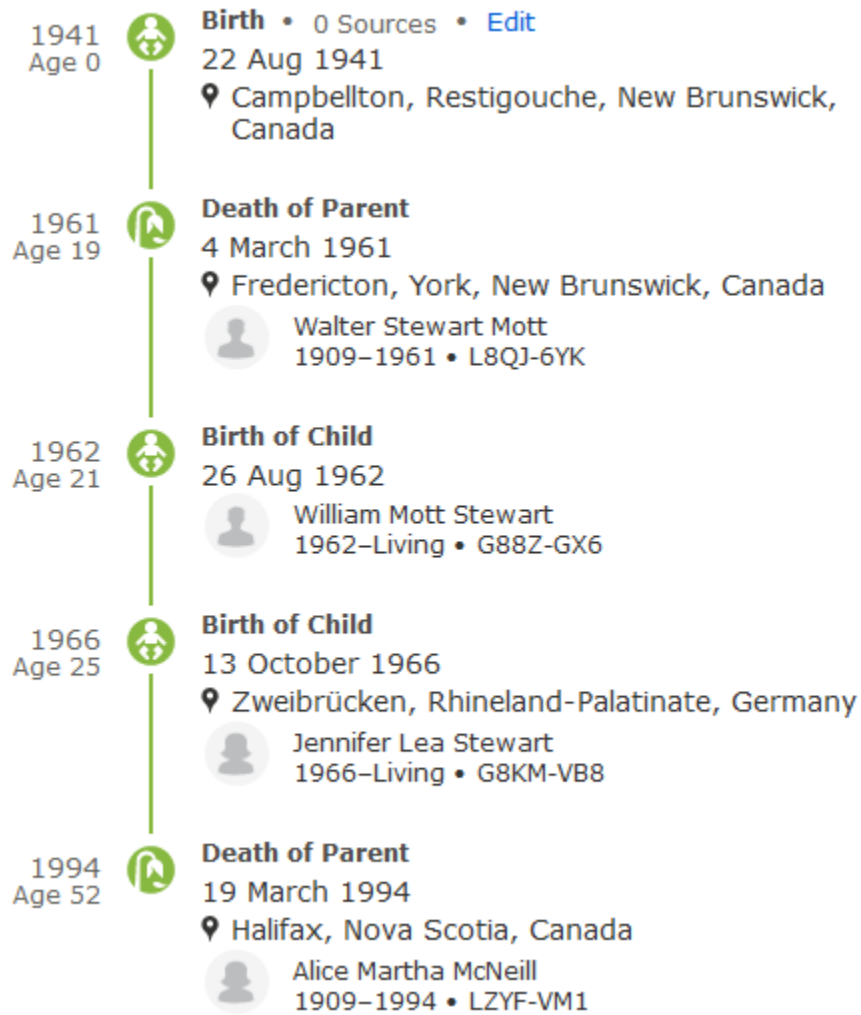 1941
Age 0
Birth • 0 Sources • Edit
22 Aug 1941
Campbellton, Restigouche, New Brunswick,
Canada
1961
Age 19
Death of Parent
4 March 1961
Fredericton, York, New Brunswick, Canada
Walter Stewart Mott
1909–1961 • L8QJ-6YK
1962
Age 21
Birth of Child
26 Aug 1962
William Mott Stewart
1962–Living • G88Z-GX6
1966
Age 25
Birth of Child
13 October 1966
Zweibrücken, Rhineland-Palatinate, Germany
Jennifer Lea Stewart
1966–Living • G8KM-VB8
1994
Age 52
Death of Parent
19 March 1994
Halifax, Nova Scotia, Canada
Alice Martha McNeill
1909–1994 • LZYF-VM1